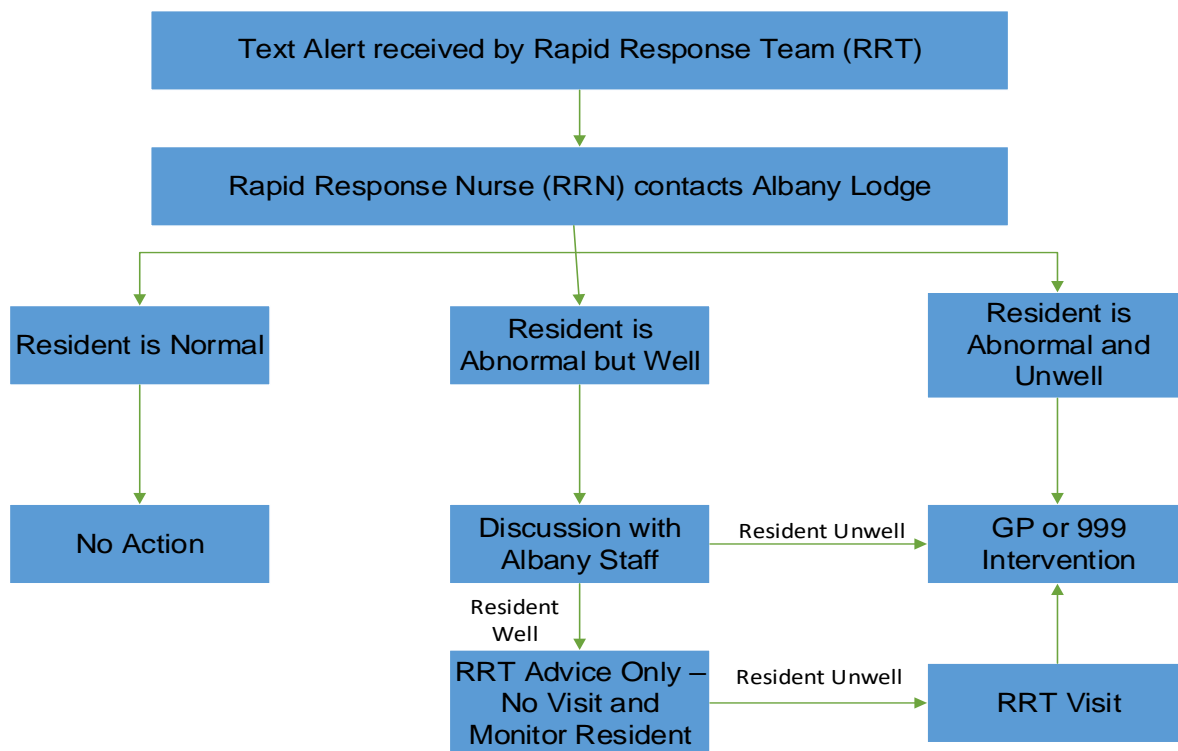 Text Alert received by Rapid Response Team (RRT)
Rapid Response Nurse (RRN) contacts Albany Lodge
Resident is Normal
Resident is
Abnormal but Well
Resident is
Abnormal and
Unwell
No Action
Discussion with
Albany Staff
Resident Unwell
GP or 999
Intervention
Resident
Well
RRT Advice Only –
No Visit and
Monitor Resident
Resident Unwell
RRT Visit